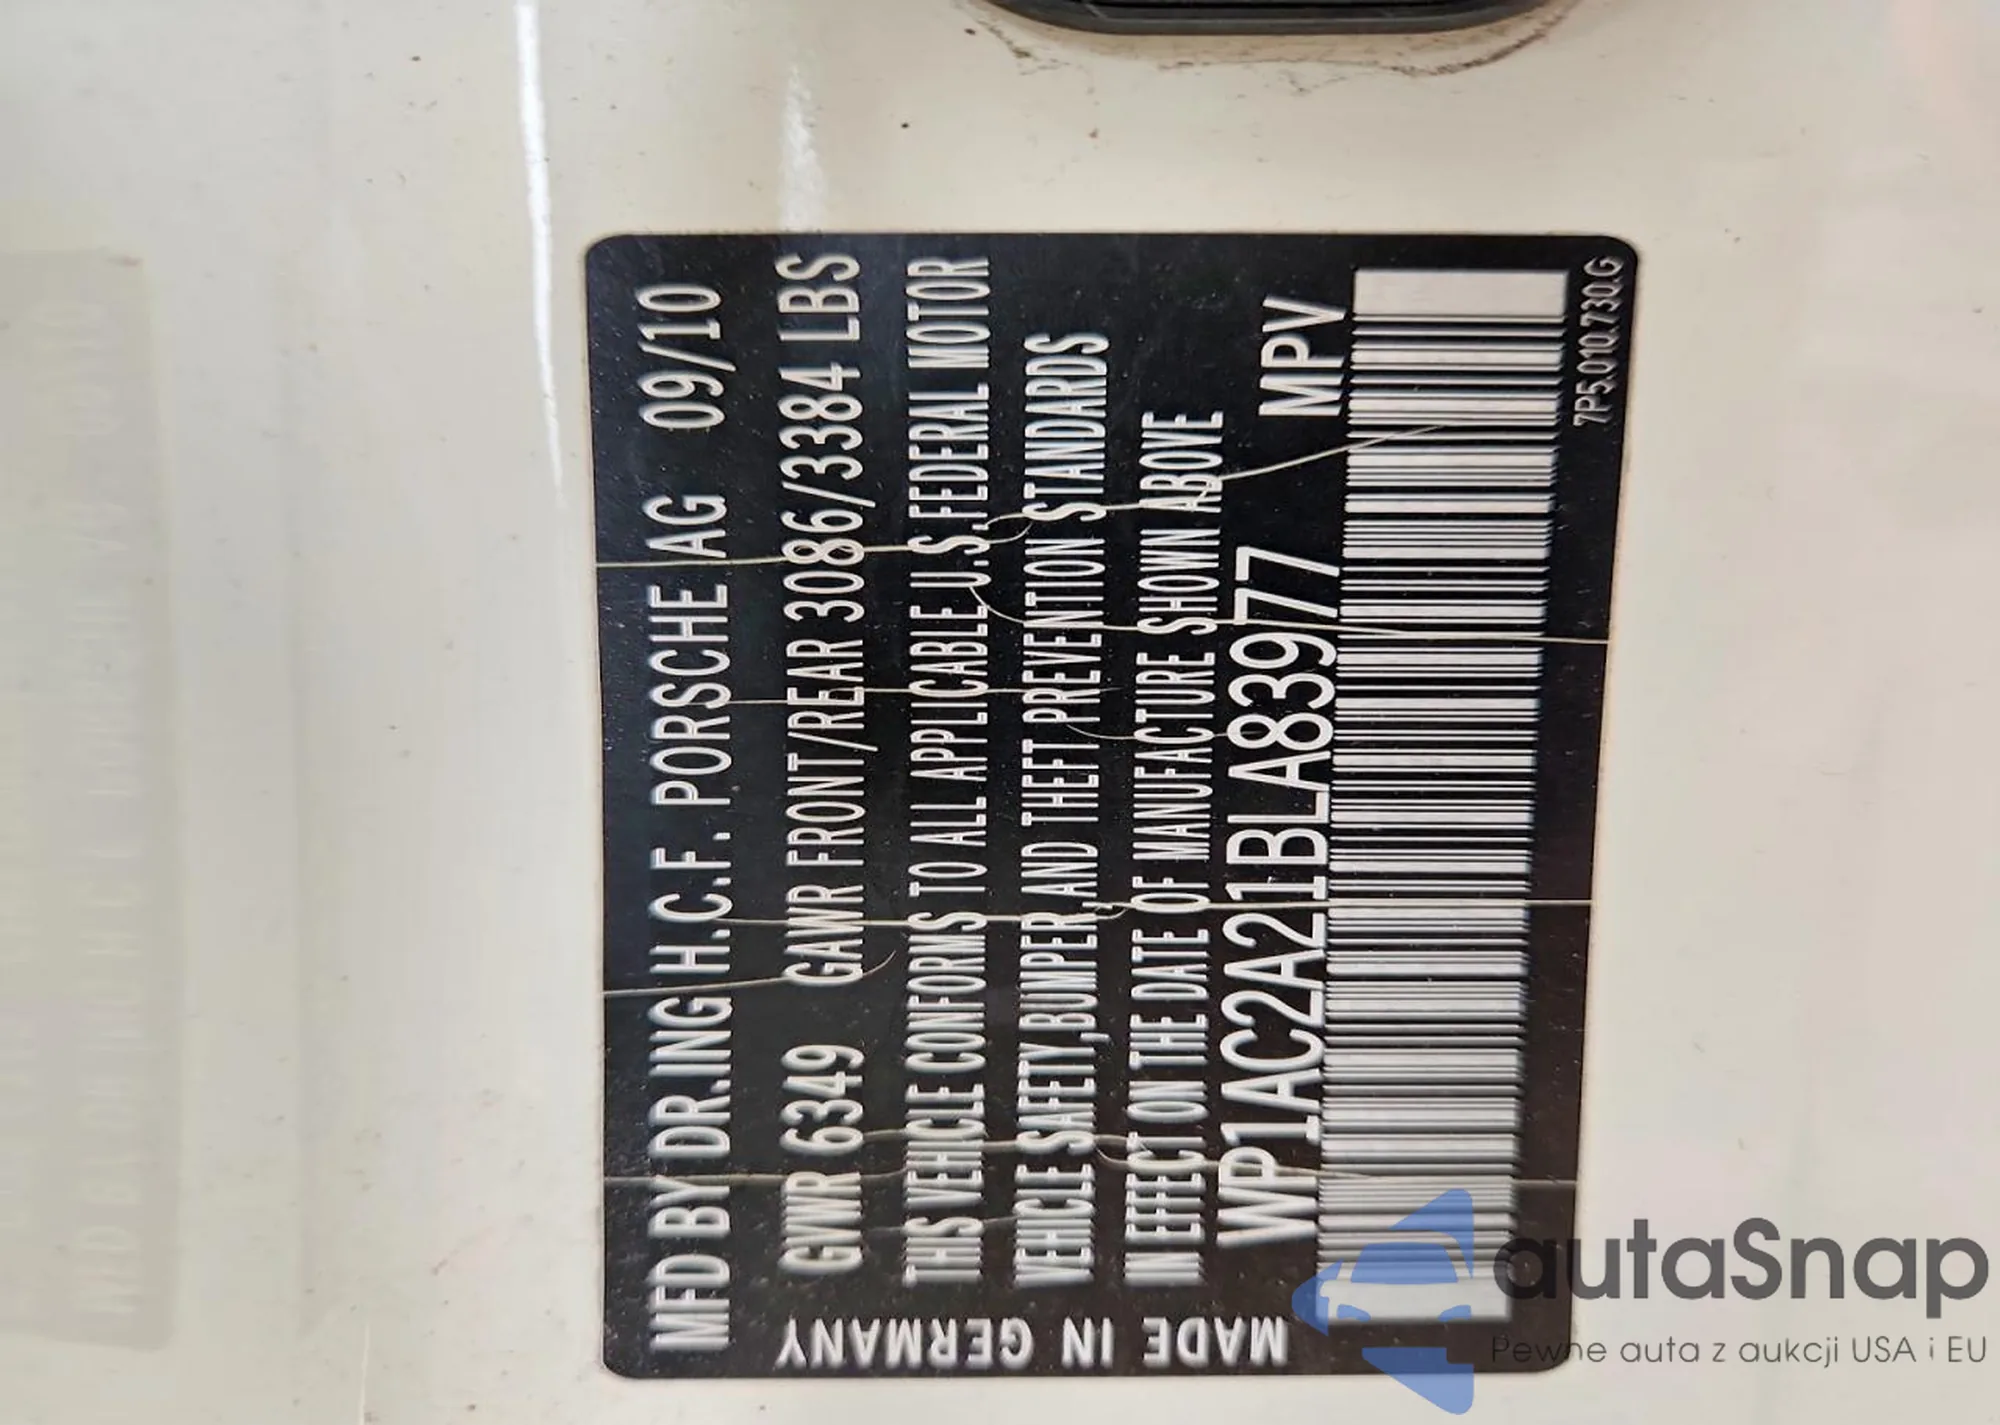 MFD BY DR.ING H.C.F. PORSCHE AG 09/10
GVWR 6349 GAWR FRONT/REAR 3086/3384 LBS
THIS VEHICLE CONFORMS TO ALL APPLICABLE U.S.FEDERAL MOTOR
VEHICLE SAFETY,BUMPER,AND THEFT PREVENTION STANDARDS
IN EFFECT ON THE DATE OF MANUFACTURE SHOWN ABOVE
WP1AC2A21BLA83977 MPV
7P5.010.730.G
MADE IN GERMANY
autaSnap
Pewne auta z aukcji USA i EU